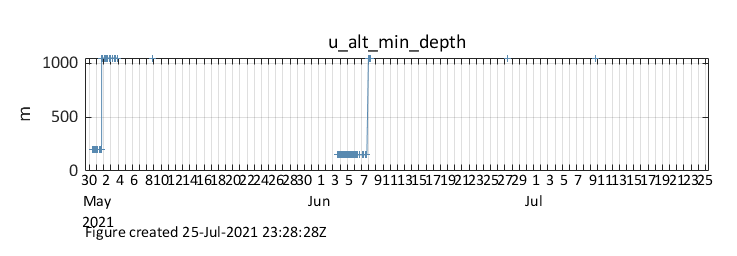 u_alt_min_depth
1000
500
0
m
30 2 4 6 8 10 12 14 16 18 20 22 24 26 28 30 1 3 5 7 9 11 13 15 17 19 21 23 25 27 29 1 3 5 7 9 11 13 15 17 19 21 23 25
May Jun Jul
2021
Figure created 25-Jul-2021 23:28:28Z